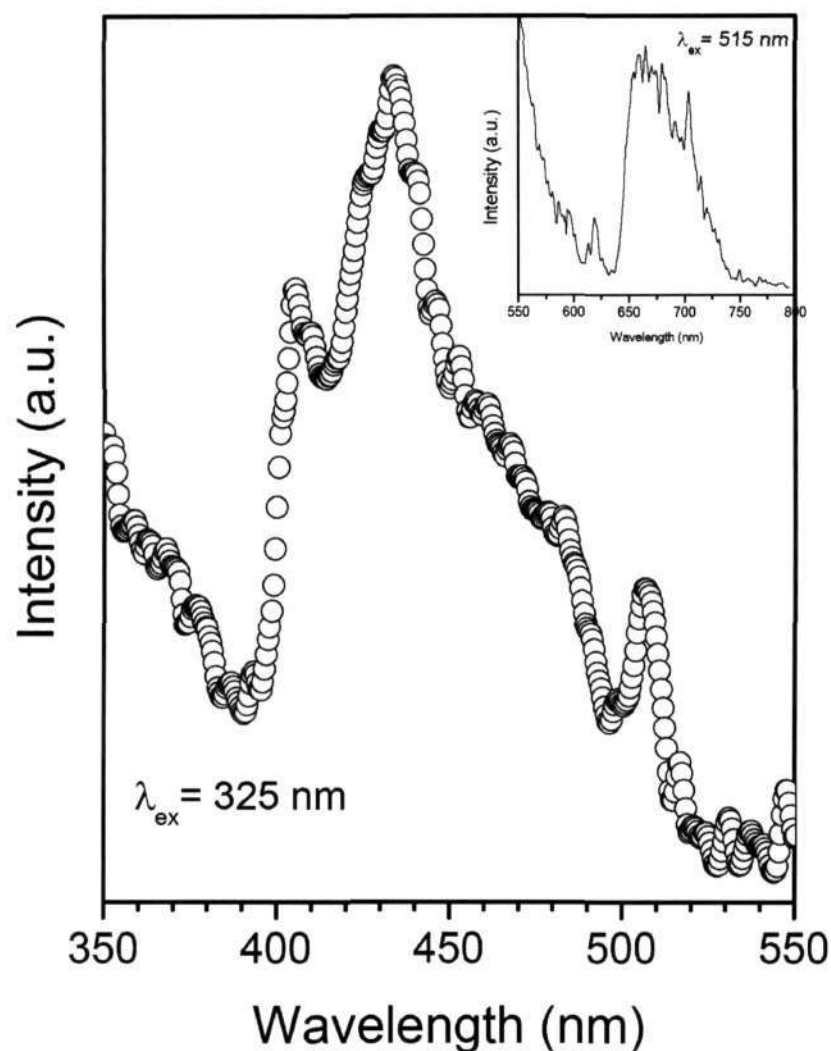 λex= 515 nm
Intensity (a.u.)
550 600 650 700 750 800
Wavelength (nm)
Intensity (a.u.)
λex= 325 nm
350 400 450 500 550
Wavelength (nm)